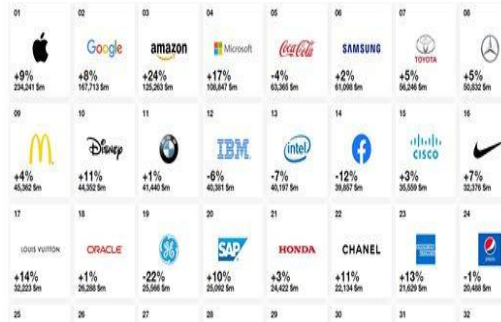 01 02 03 04 05 06 07 08
Google amazon Microsoft Coca-Cola SAMSUNG TOYOTA
+9% +8% +24% +17% -4% +2% +5% +5%
234,241 $m 167,713 $m 125,263 $m 108,847 $m 63,365 $m 61,098 $m 56,246 $m 50,832 $m
09 10 11 12 13 14 15 16
Disney BMW IBM intel CISCO
+4% +11% +1% -6% -7% -12% +3% +7%
45,362 $m 44,352 $m 41,440 $m 40,381 $m 40,197 $m 39,857 $m 35,559 $m 32,376 $m
17 18 19 20 21 22 23 24
LOUIS VUITTON ORACLE GE SAP HONDA CHANEL
+14% +1% -22% +10% +3% +11% +13% -1%
32,223 $m 26,288 $m 25,566 $m 25,092 $m 24,422 $m 22,134 $m 21,629 $m 20,488 $m
25 26 27 28 29 30 31 32